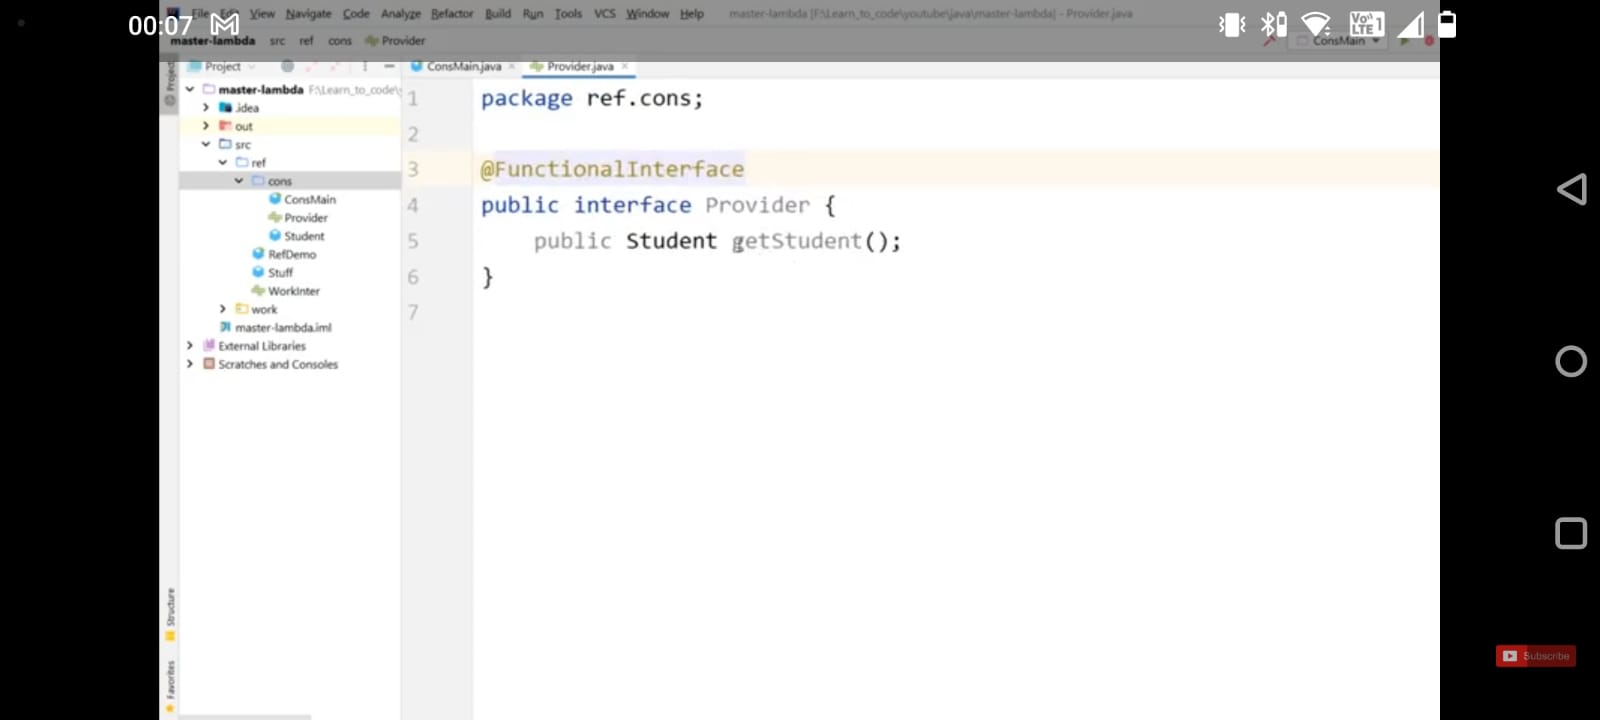 00:07
File Edit View Navigate Code Analyze Refactor Build Run Tools VCS Window Help master-lambda [F:\Learn_to_code\youtube\java\master-lambda] - Provider.java
Vo)) LTE 1
master-lambda src ref cons Provider
ConsMain
Project
Project
ConsMain.java
Provider.java
master-lambda F:\Learn_to_code\
.idea
out
src
ref
cons
ConsMain
Provider
Student
RefDemo
Stuff
WorkInter
work
master-lambda.iml
External Libraries
Scratches and Consoles
1 package ref.cons;
2
3 @FunctionalInterface
4 public interface Provider {
5 public Student getStudent();
6 }
7
Structure
Favorites
Subscribe